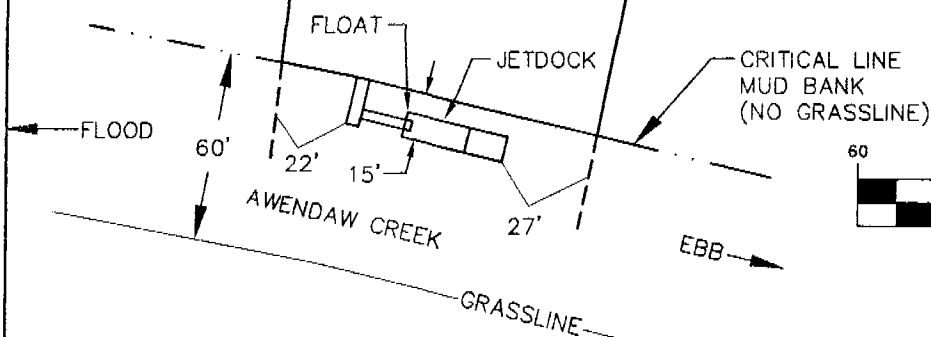 FLOAT
JETDOCK
CRITICAL LINE
MUD BANK
(NO GRASSLINE)
FLOOD
60'
22'
15'
27'
60
AWENDAW CREEK
EBB
GRASSLINE